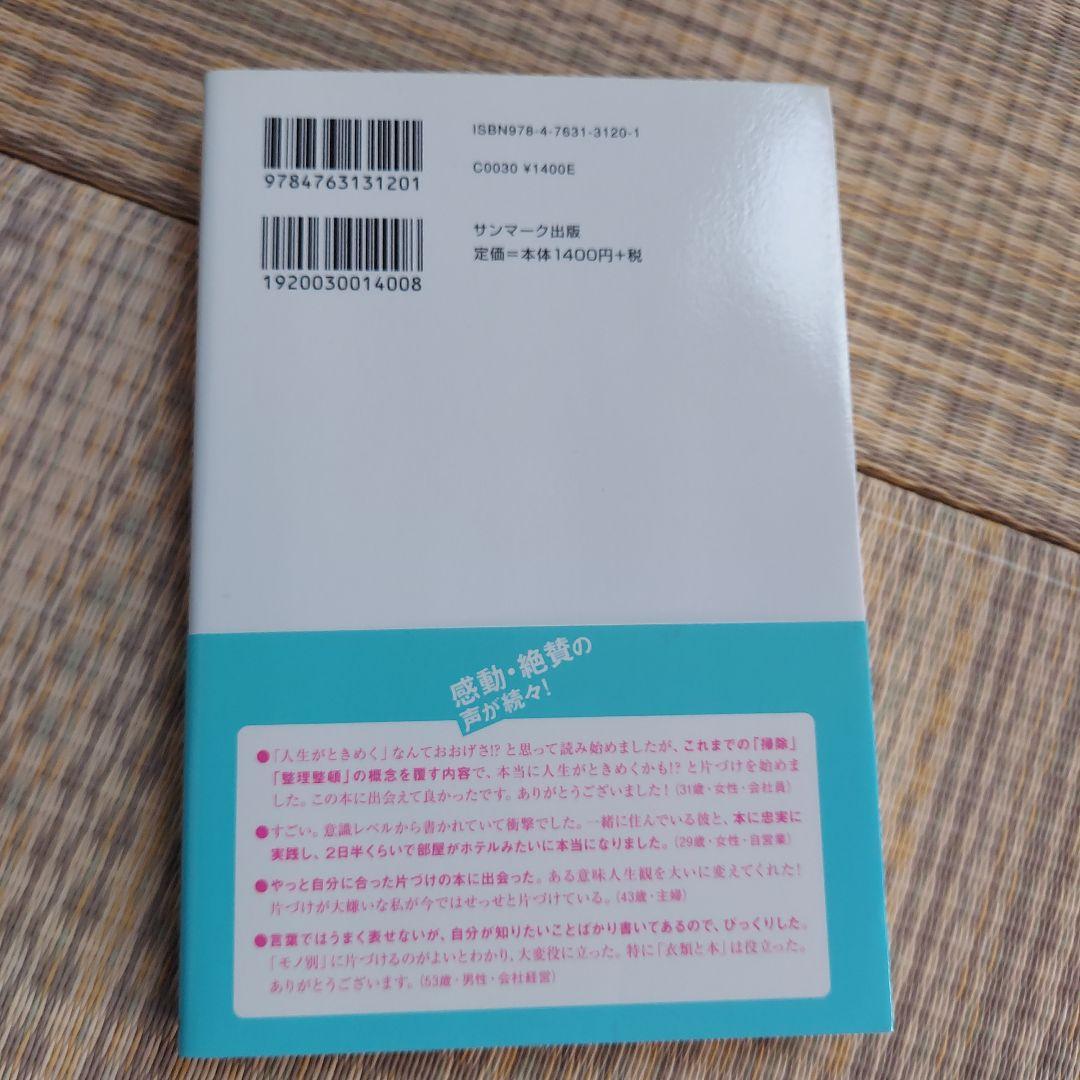 ISBN978-4-7631-3120-1
C0030 ¥1400E
9784763131201
サンマーク出版
定価=本体1400円+税
1920030014008
感動・絶賛の
声が続々!
●「人生がときめく」なんておおげさ!?と思って読み始めましたが、これまでの「掃除」
「整理整頓」の概念を覆す内容で、本当に人生がときめくかも!?と片づけを始めま
した。この本に出会えて良かったです。ありがとうございました!(31歳・女性・会社員)
●すごい。意識レベルから書かれていて衝撃でした。一緒に住んでいる彼と、本に忠実に
実践し、2日半くらいで部屋がホテルみたいに本当になりました。(29歳・女性・自営業)
●やっと自分に合った片づけの本に出会った。ある意味人生観を大いに変えてくれた!
片づけが大嫌いな私が今ではせっせと片づけている。(43歳・主婦)
●言葉ではうまく表せないが、自分が知りたいことばかり書いてあるので、びっくりした。
「モノ別」に片づけるのがよいとわかり、大変役に立った。特に「衣類と本」は役立った。
ありがとうございます。(53歳・男性・会社経営)